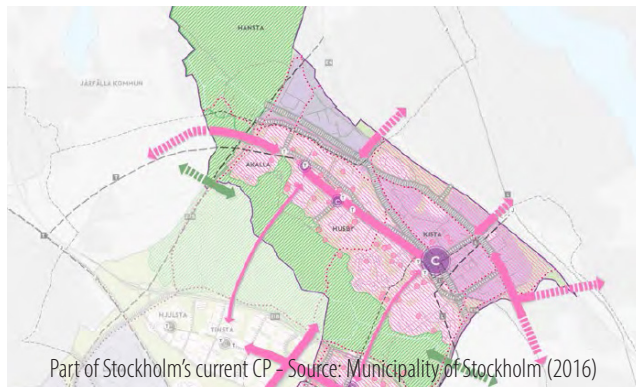 HANSTA
JÄRFÄLLA KOMMUN
AKALLA
HUSBY
KISTA
C
HJULSTA
TENSTA
Part of Stockholm's current CP - Source: Municipality of Stockholm (2016)